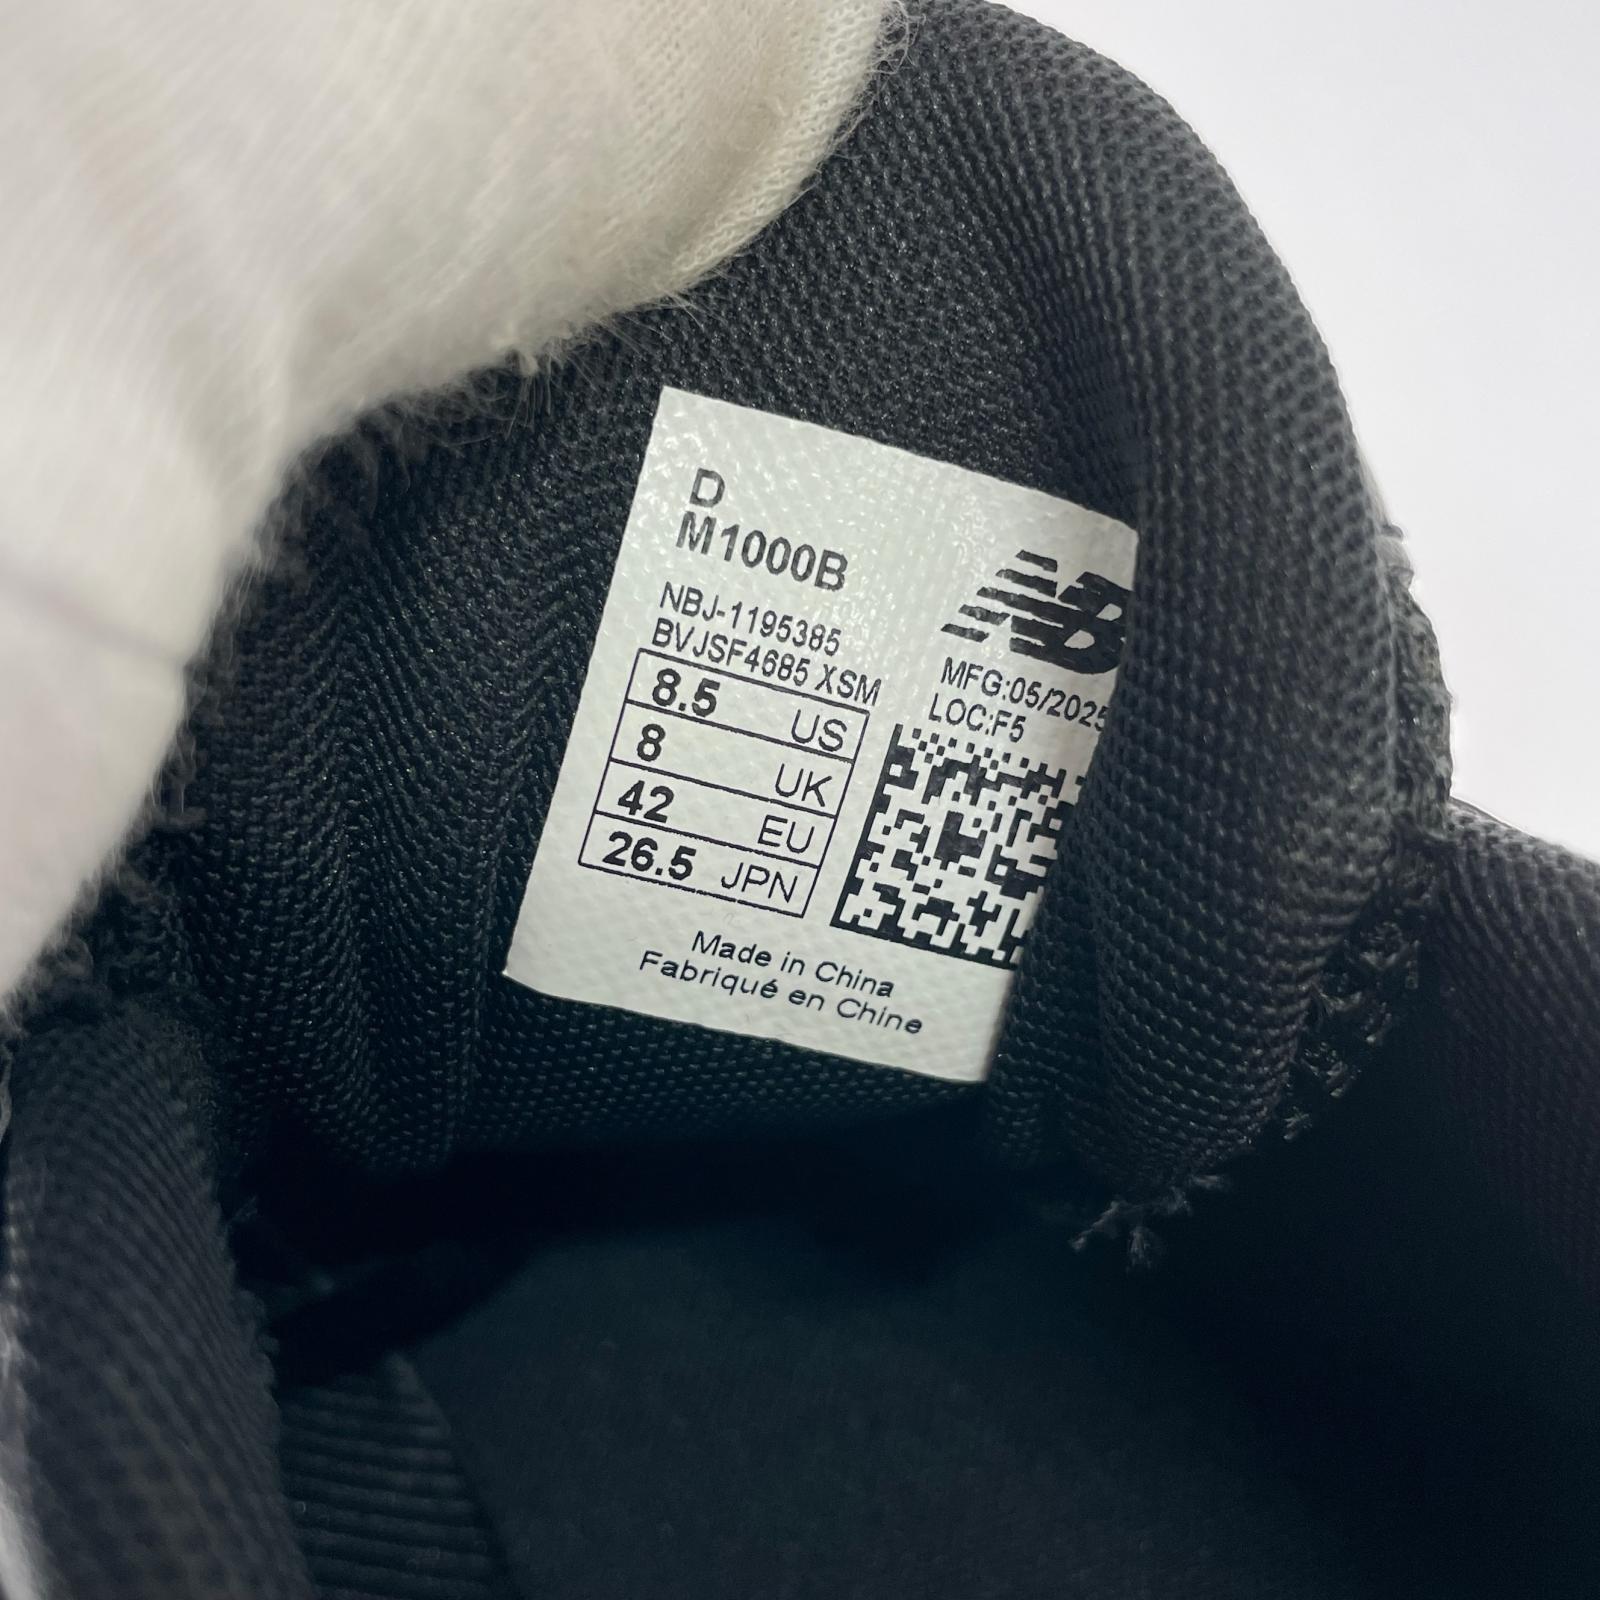 D
M1000B
NBJ-1195385
BVJSF4685 XSM
8.5 US
8 UK
42 EU
26.5 JPN
NB
MFG:05/2025
LOC:F5
Made in China
Fabriqué en Chine